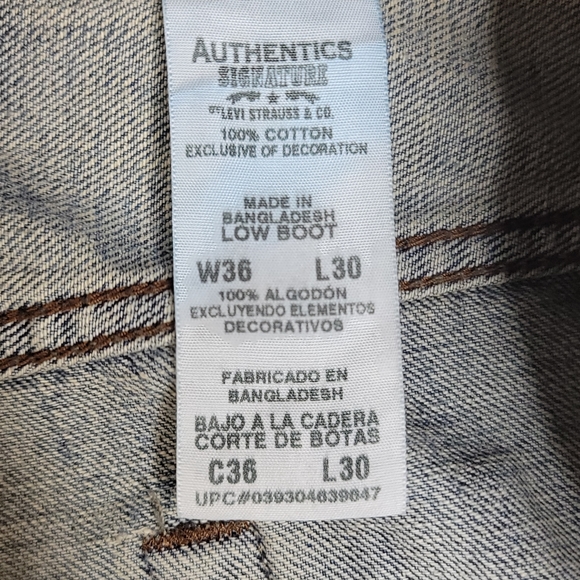 AUTHENTICS
SIGNATURE
BY LEVI STRAUSS & CO.
100% COTTON
EXCLUSIVE OF DECORATION
MADE IN
BANGLADESH
LOW BOOT
W36 L30
100% ALGODÓN
EXCLUYENDO ELEMENTOS
DECORATIVOS
FABRICADO EN
BANGLADESH
BAJO A LA CADERA
CORTE DE BOTAS
C36 L30
UPC#039304639847